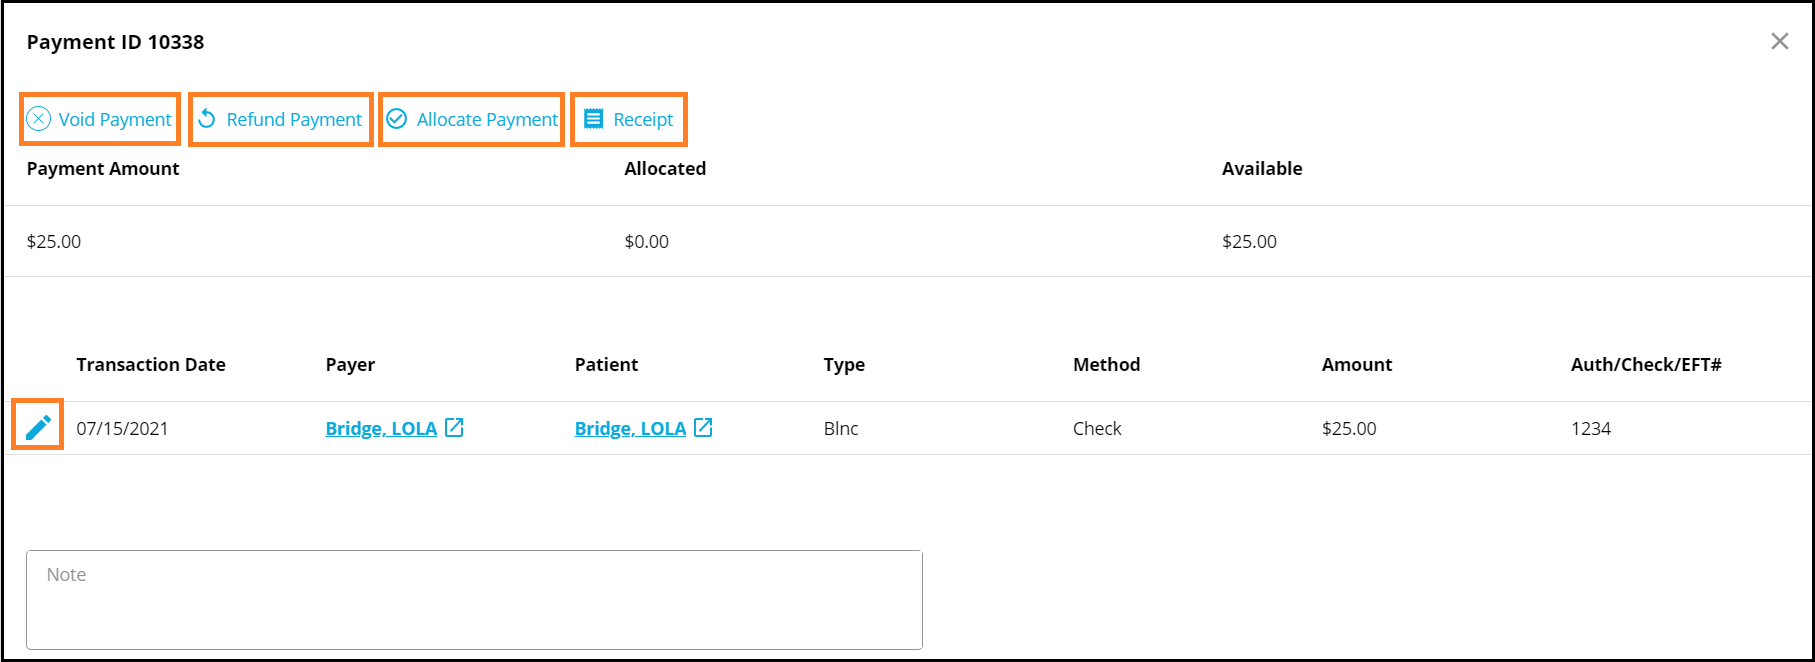 Payment ID 10338
Void Payment Refund Payment Allocate Payment Receipt
Payment Amount Allocated Available
$25.00 $0.00 $25.00
Transaction Date Payer Patient Type Method Amount Auth/Check/EFT#
07/15/2021 Bridge, LOLA Bridge, LOLA Blnc Check $25.00 1234
Note